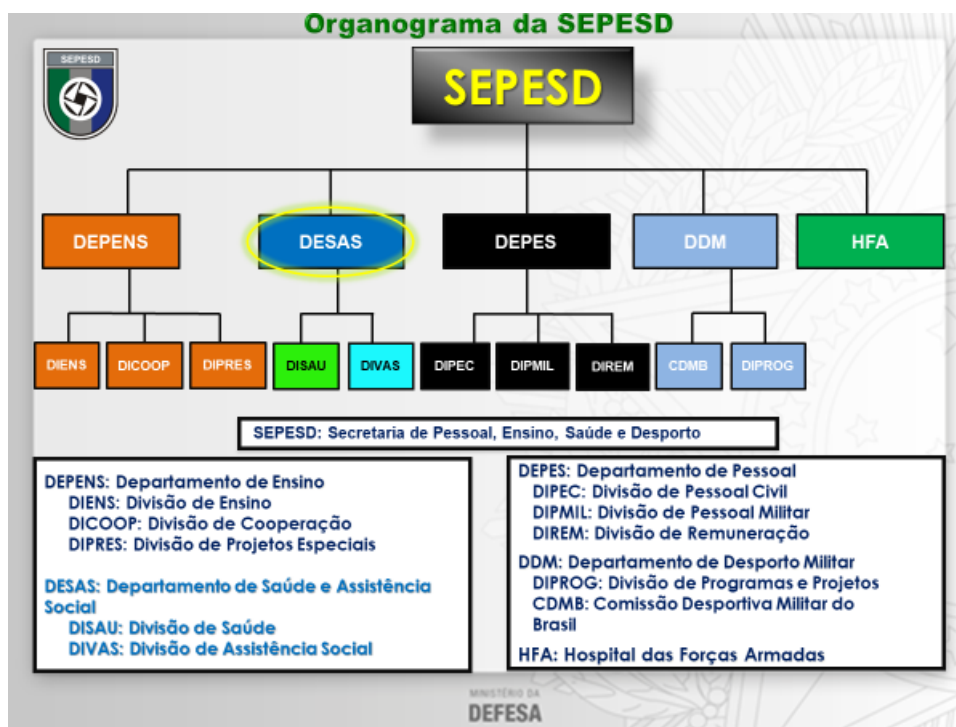 Organograma da SEPESD
SEPESD
SEPESD
DEPENS
DESAS
DEPES
DDM
HFA
DIENS
DICOOP
DIPRES
DISAU
DIVAS
DIPEC
DIPMIL
DIREM
CDMB
DIPROG
SEPESD: Secretaria de Pessoal, Ensino, Saúde e Desporto
DEPENS: Departamento de Ensino
DIENS: Divisão de Ensino
DICOOP: Divisão de Cooperação
DIPRES: Divisão de Projetos Especiais
DESAS: Departamento de Saúde e Assistência
Social
DISAU: Divisão de Saúde
DIVAS: Divisão de Assistência Social
DEPES: Departamento de Pessoal
DIPEC: Divisão de Pessoal Civil
DIPMIL: Divisão de Pessoal Militar
DIREM: Divisão de Remuneração
DDM: Departamento de Desporto Militar
DIPROG: Divisão de Programas e Projetos
CDMB: Comissão Desportiva Militar do
Brasil
HFA: Hospital das Forças Armadas
MINISTÉRIO DA
DEFESA